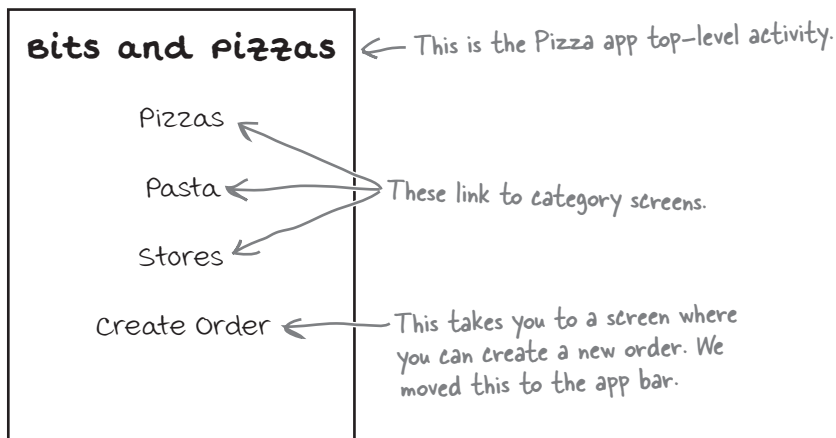 Bits and Pizzas
This is the Pizza app top-level activity.
Pizzas
Pasta
These link to category screens.
Stores
Create Order
This takes you to a screen where
you can create a new order. We
moved this to the app bar.